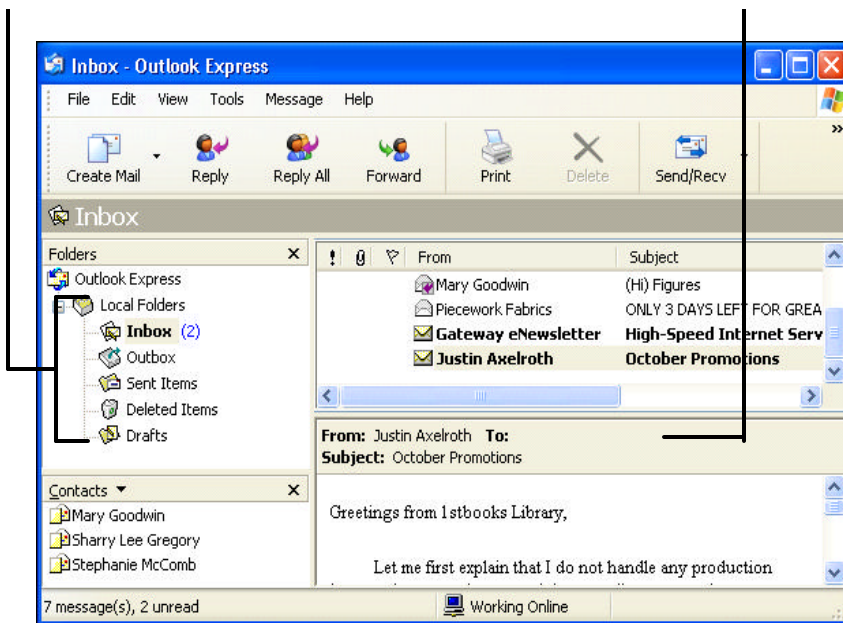 Inbox - Outlook Express
File Edit View Tools Message Help
Create Mail Reply Reply All Forward Print Delete Send/Recv
Inbox
Folders
Outlook Express
Local Folders
Inbox (2)
Outbox
Sent Items
Deleted Items
Drafts
Contacts
Mary Goodwin
Sharry Lee Gregory
Stephanie McComb
! From Subject
Mary Goodwin (Hi) Figures
Piecework Fabrics ONLY 3 DAYS LEFT FOR GREA
Gateway eNewsletter High-Speed Internet Serv
Justin Axelroth October Promotions
From: Justin Axelroth To:
Subject: October Promotions
Greetings from 1stbooks Library,
Let me first explain that I do not handle any production
7 message(s), 2 unread Working Online